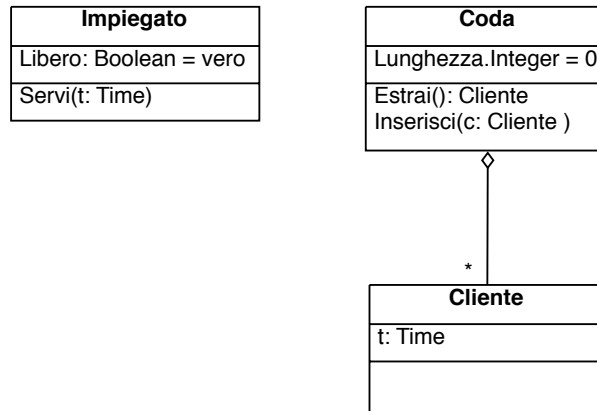 Impiegato
Libero: Boolean = vero
Servi(t: Time)
Coda
Lunghezza.Integer = 0
Estrai(): Cliente
Inserisci(c: Cliente )
*
Cliente
t: Time